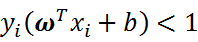 yᵢ(𝝎ᵀxᵢ + b) < 1